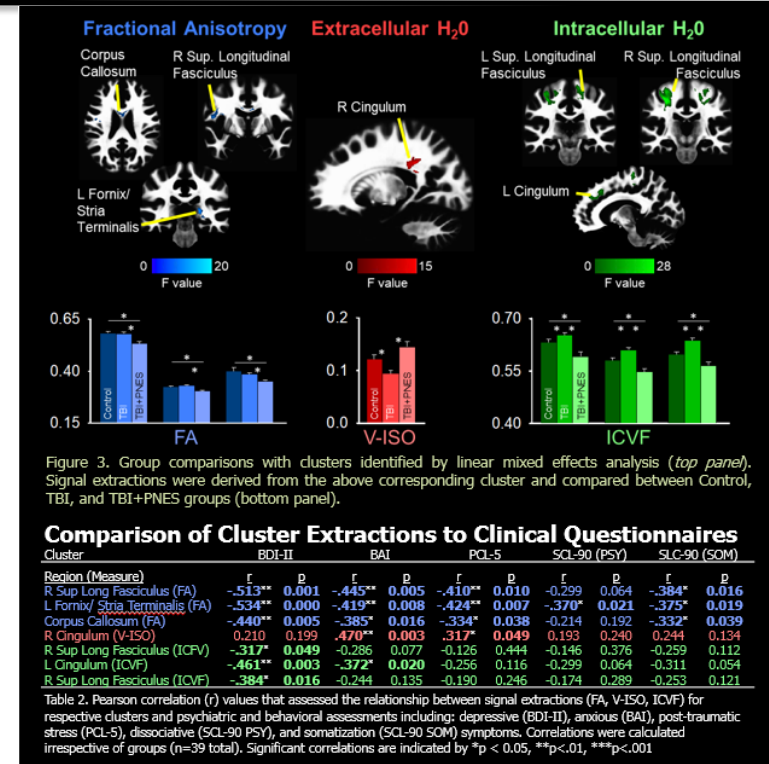 Fractional Anisotropy
Extracellular H20
Intracellular H20
Corpus
Callosum
R Sup. Longitudinal
Fasciculus
L Fornix/
Stria
Terminalis
R Cingulum
L Sup. Longitudinal
Fasciculus
R Sup. Longitudinal
Fasciculus
L Cingulum
0 20
F value
0 15
F value
0 28
F value
0.65
0.40
0.15
* * * * * *
Control
TBI
TBI+PNES
FA
0.2
0.1
0.0
* *
Control
TBI
TBI+PNES
V-ISO
0.70
0.55
0.40
* * * * * * * * *
Control
TBI
TBI+PNES
ICVF
Figure 3. Group comparisons with clusters identified by linear mixed effects analysis (top panel).
Signal extractions were derived from the above corresponding cluster and compared between Control,
TBI, and TBI+PNES groups (bottom panel).
Comparison of Cluster Extractions to Clinical Questionnaires
Cluster BDI-II BAI PCL-5 SCL-90 (PSY) SLC-90 (SOM)
Region (Measure) r p r p r p r p r p
R Sup Long Fasciculus (FA) -.513** 0.001 -.445** 0.005 -.410** 0.010 -0.299 0.064 -.384* 0.016
L Fornix/ Stria Terminalis (FA) -.534** 0.000 -.419** 0.008 -.424** 0.007 -.370* 0.021 -.375* 0.019
Corpus Callosum (FA) -.440** 0.005 -.385* 0.016 -.334* 0.038 -0.214 0.192 -.332* 0.039
R Cingulum (V-ISO) 0.210 0.199 .470** 0.003 .317* 0.049 0.193 0.240 0.244 0.134
R Sup Long Fasciculus (ICFV) -.317* 0.049 -0.286 0.077 -0.126 0.444 -0.146 0.376 -0.259 0.112
L Cingulum (ICVF) -.461** 0.003 -.372* 0.020 -0.256 0.116 -0.299 0.064 -0.311 0.054
R Sup Long Fasciculus (ICVF) -.384* 0.016 -0.244 0.135 -0.190 0.246 -0.174 0.289 -0.253 0.121
Table 2. Pearson correlation (r) values that assessed the relationship between signal extractions (FA, V-ISO, ICVF) for
respective clusters and psychiatric and behavioral assessments including: depressive (BDI-II), anxious (BAI), post-traumatic
stress (PCL-5), dissociative (SCL-90 PSY), and somatization (SCL-90 SOM) symptoms. Correlations were calculated
irrespective of groups (n=39 total). Significant correlations are indicated by *p < 0.05, **p<.01, ***p<.001